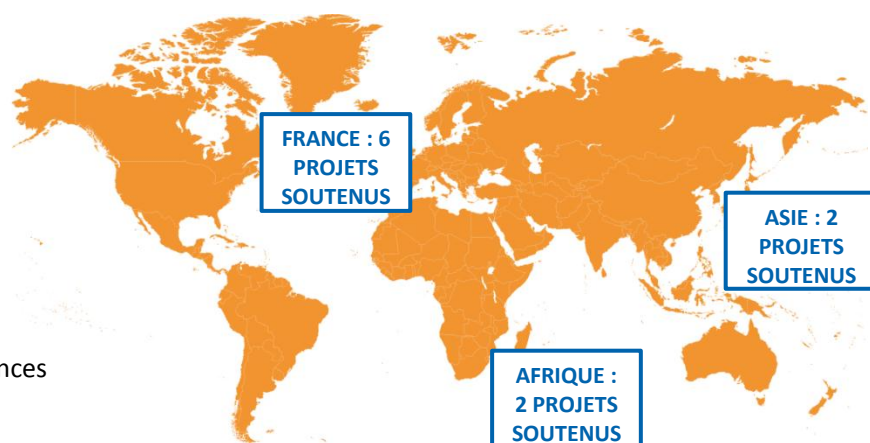 FRANCE : 6
PROJETS
SOUTENUS
ASIE : 2
PROJETS
SOUTENUS
nces
AFRIQUE :
2 PROJETS
SOUTENUS